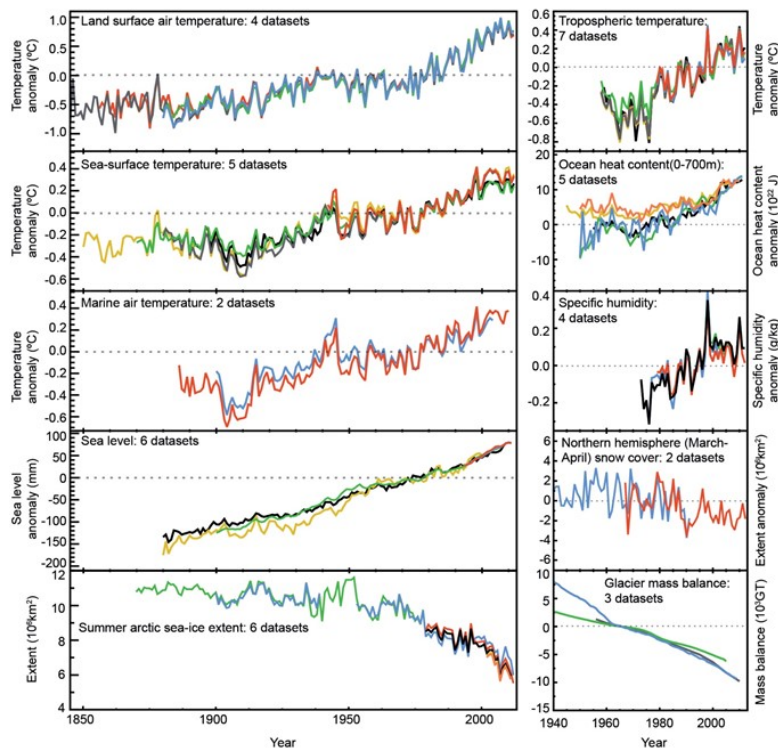 Land surface air temperature: 4 datasets
Temperature
anomaly (ºC)
1.0
0.5
0.0
-0.5
-1.0
Sea-surface temperature: 5 datasets
Temperature
anomaly (ºC)
0.4
0.2
0.0
-0.2
-0.4
-0.6
Marine air temperature: 2 datasets
Temperature
anomaly (ºC)
0.4
0.2
0.0
-0.2
-0.4
-0.6
Sea level: 6 datasets
Sea level
anomaly (mm)
100
50
0
-50
-100
-150
-200
Summer arctic sea-ice extent: 6 datasets
Extent (10⁶km²)
12
10
8
6
4
1850
1900
1950
2000
Year
Tropospheric temperature:
7 datasets
Temperature
anomaly (ºC)
0.6
0.4
0.2
0.0
-0.2
-0.4
-0.6
-0.8
Ocean heat content(0-700m):
5 datasets
Ocean heat content
anomaly (10²² J)
20
10
0
-10
Specific humidity:
4 datasets
Specific humidity
anomaly (g/kg)
0.4
0.2
0.0
-0.2
Northern hemisphere (March-
April) snow cover: 2 datasets
Extent anomaly (10⁶km²)
6
4
2
0
-2
-4
-6
Glacier mass balance:
3 datasets
Mass balance (10³GT)
10
5
0
-5
-10
-15
1940
1960
1980
2000
Year